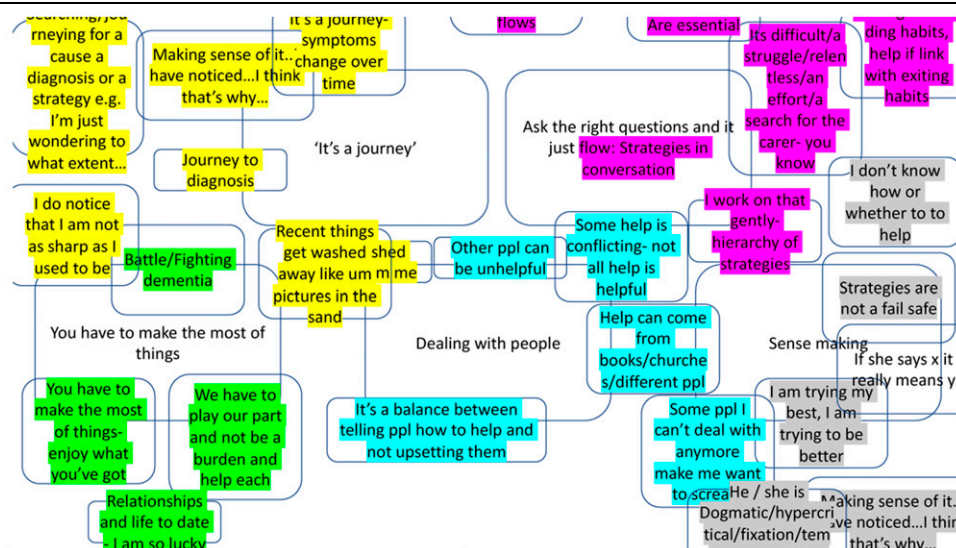 Searching/jou
rneying for a
cause a
diagnosis or a
strategy e.g.
I'm just
wondering to
what extent...
Making sense of it..
have noticed...I think
that's why...
It's a journey-
symptoms
change over
time
flows
Are essential
Its difficult/a
struggle/relen
tless/an
effort/a
search for the
carer- you
know
ding habits,
help if link
with exiting
habits
'It's a journey'
Ask the right questions and it
just flow: Strategies in
conversation
Journey to
diagnosis
I don't know
how or
whether to to
help
I do notice
that I am not
as sharp as I
used to be
Battle/Fighting
dementia
Recent things
get washed
away like um
pictures in the
sand
shed
m me
Other ppl can
be unhelpful
Some help is
conflicting- not
all help is
helpful
I work on that
gently-
hierarchy of
strategies
Strategies are
not a fail safe
You have to make the most of
things
Dealing with people
Help can come
from
books/churche
s/different ppl
Sense making
If she says x it
really means y
You have to
make the most
of things-
enjoy what
you've got
We have to
play our part
and not be a
burden and
help each
It's a balance between
telling ppl how to help and
not upsetting them
Some ppl I
can't deal with
anymore
make me want
to screa
I am trying my
best, I am
trying to be
better
Relationships
and life to date
- I am so lucky
He / she is
Dogmatic/hypercri
tical/fixation/tem
Making sense of it..
ve noticed...I thin
that's why...